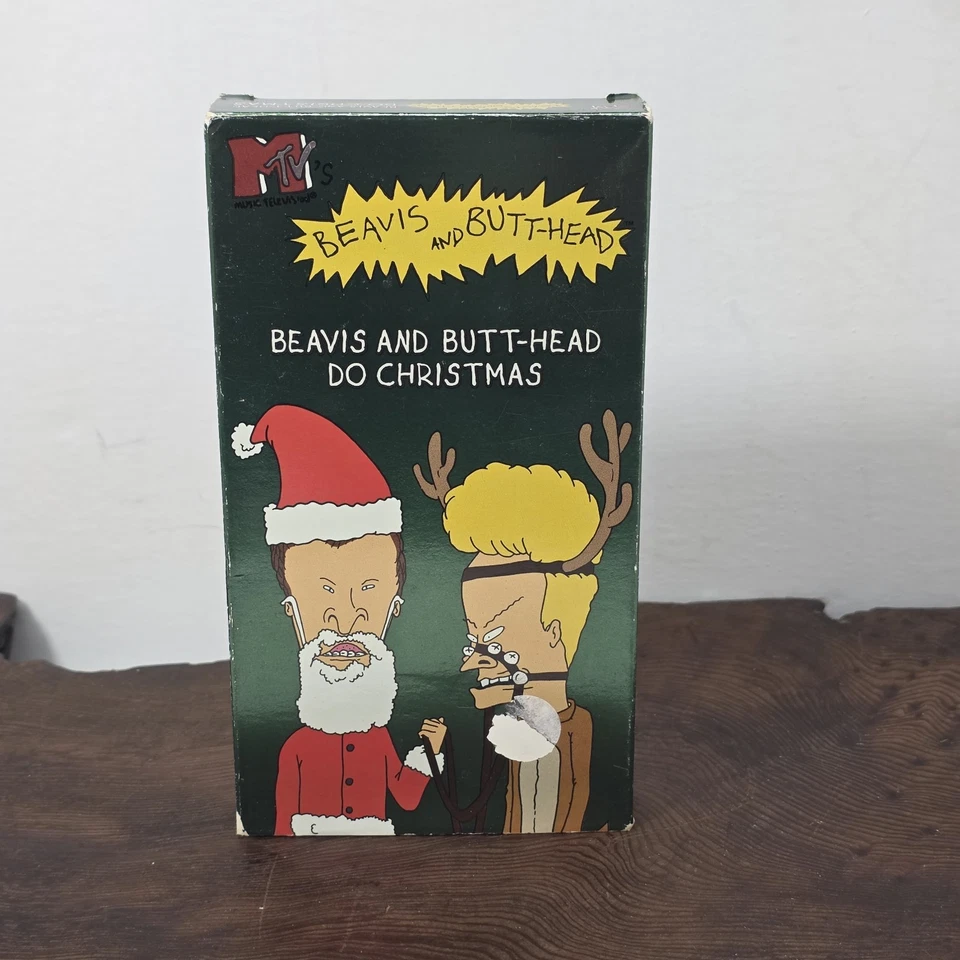 MTV'S
MUSIC TELEVISION
BEAVIS AND BUTT-HEAD
BEAVIS AND BUTT-HEAD
DO CHRISTMAS